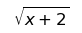 √x + 2